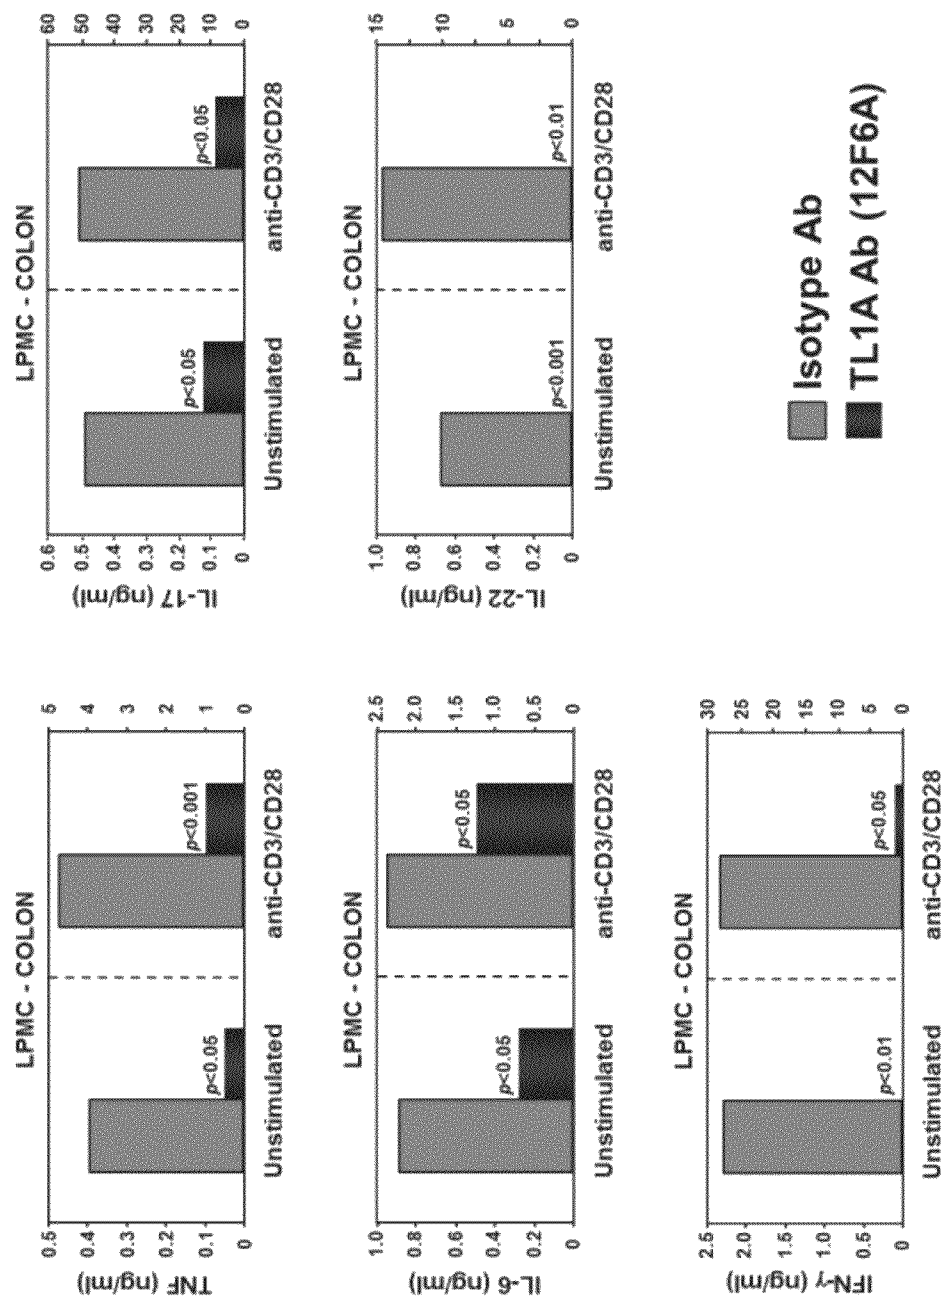 LPMC - COLON
TNF (ng/ml)
0.5
0.4
0.3
0.2
0.1
0
5
4
3
2
1
0
p<0.05
p<0.001
Unstimulated
anti-CD3/CD28
LPMC - COLON
IL-17 (ng/ml)
0.6
0.5
0.4
0.3
0.2
0.1
0
60
50
40
30
20
10
0
p<0.05
p<0.05
Unstimulated
anti-CD3/CD28
LPMC - COLON
IL-6 (ng/ml)
1.0
0.8
0.6
0.4
0.2
0
2.5
2.0
1.5
1.0
0.5
0
p<0.05
p<0.05
Unstimulated
anti-CD3/CD28
LPMC - COLON
IL-22 (ng/ml)
1.0
0.8
0.6
0.4
0.2
0
15
10
5
0
p<0.001
p<0.01
Unstimulated
anti-CD3/CD28
LPMC - COLON
IFN-γ (ng/ml)
2.5
2.0
1.5
1.0
0.5
0
30
25
20
15
10
5
0
p<0.01
p<0.05
Unstimulated
anti-CD3/CD28
Isotype Ab
TL1A Ab (12F6A)